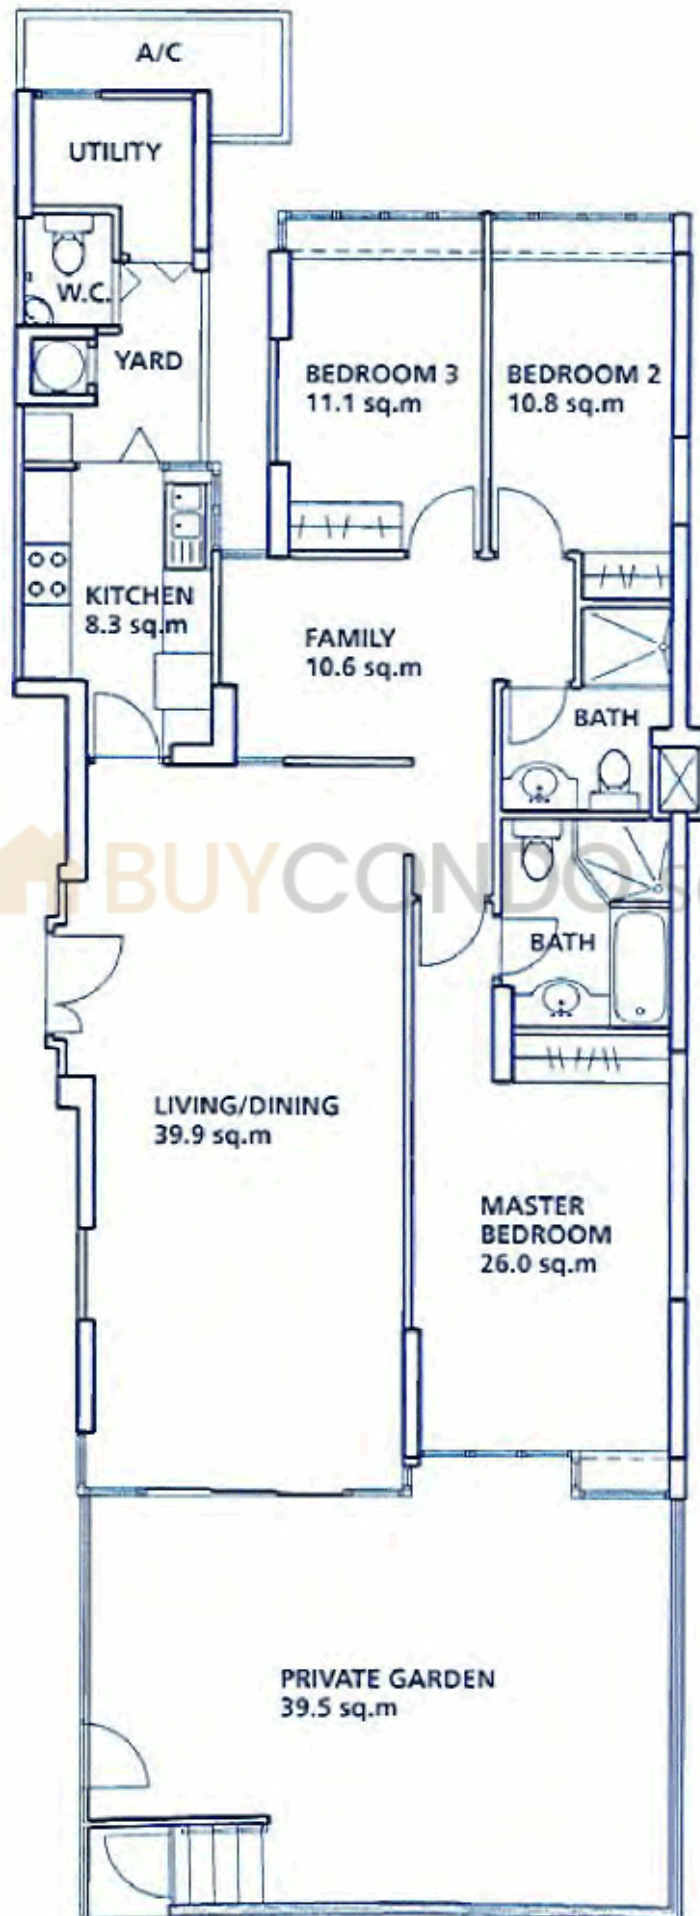 A/C
UTILITY
W.C.
YARD
BEDROOM 3
11.1 sq.m
BEDROOM 2
10.8 sq.m
KITCHEN
8.3 sq.m
FAMILY
10.6 sq.m
BATH
BUYCONDO
BATH
LIVING/DINING
39.9 sq.m
MASTER
BEDROOM
26.0 sq.m
PRIVATE GARDEN
39.5 sq.m